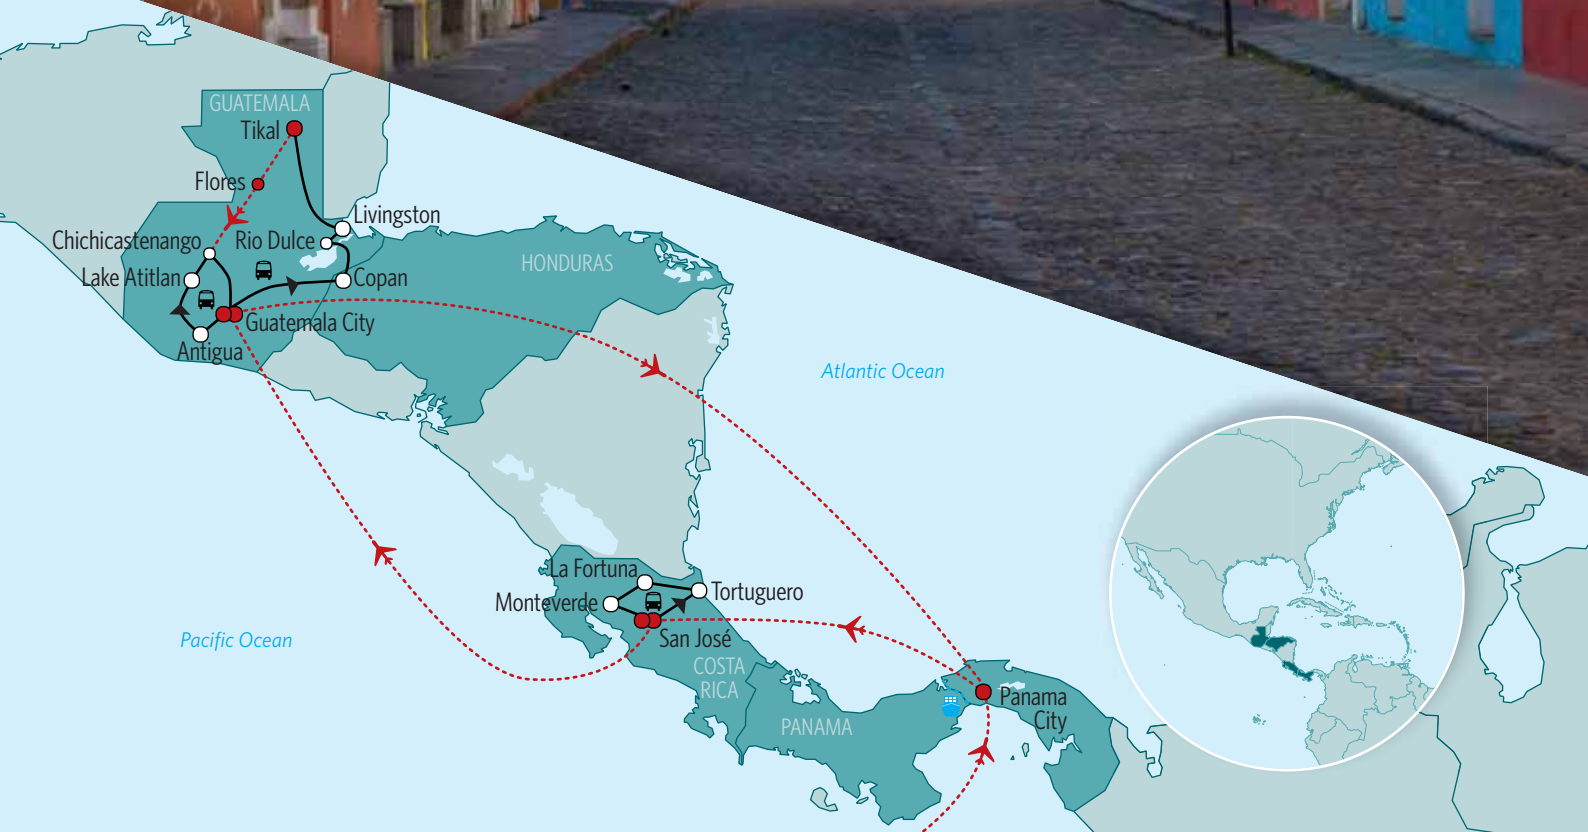 GUATEMALA
Tikal
Flores
Livingston
Chichicastenango
Rio Dulce
Lake Atitlan
Copan
HONDURAS
Guatemala City
Antigua
Atlantic Ocean
La Fortuna
Tortuguero
Monteverde
San José
Pacific Ocean
COSTA
RICA
Panama
City
PANAMA